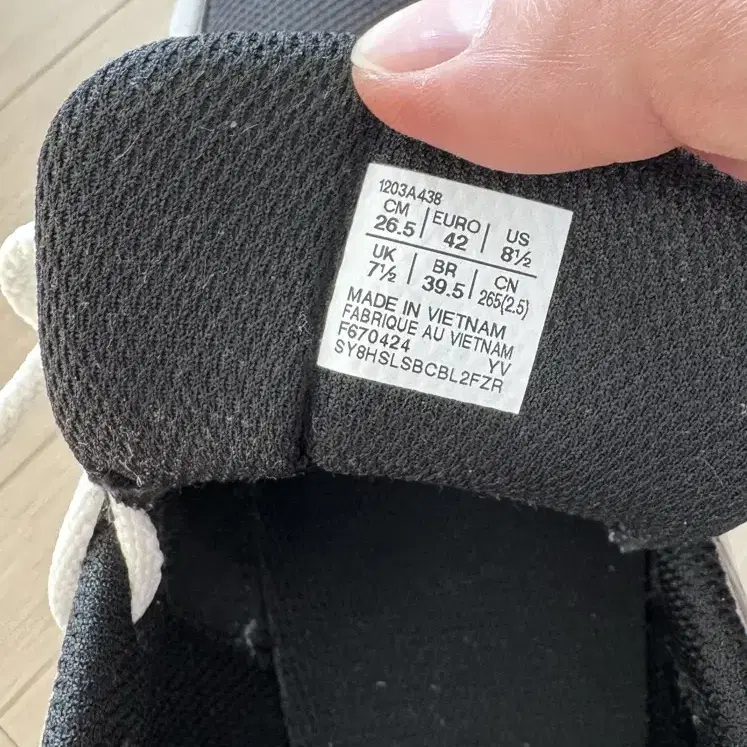 1203A438
CM EURO US
26.5 42 8½
UK BR CN
7½ 39.5 265(2.5)
MADE IN VIETNAM
FABRIQUE AU VIETNAM
F670424 YV
SY8HSLSBCBL2FZR